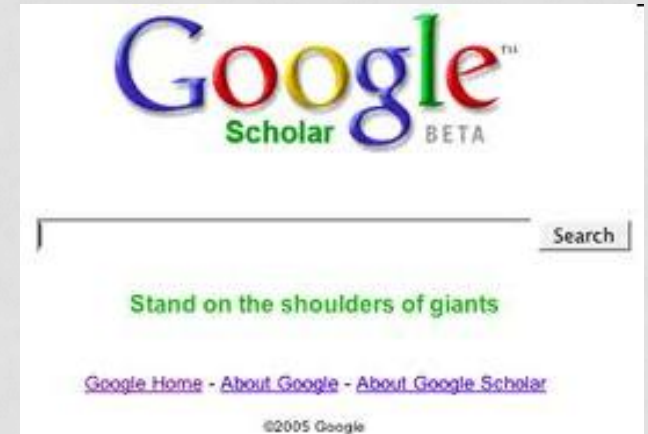 Google™
Scholar BETA
Search
Stand on the shoulders of giants
Google Home - About Google - About Google Scholar
©2005 Google